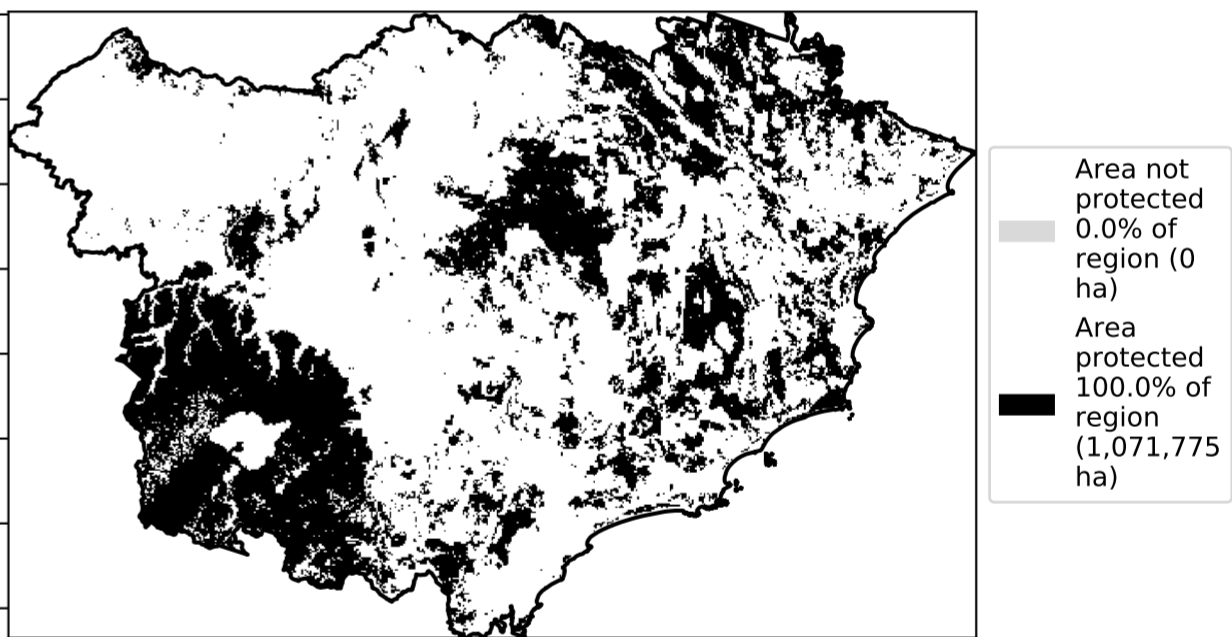 Area not
protected
0.0% of
region (0
ha)
Area
protected
100.0% of
region
(1,071,775
ha)